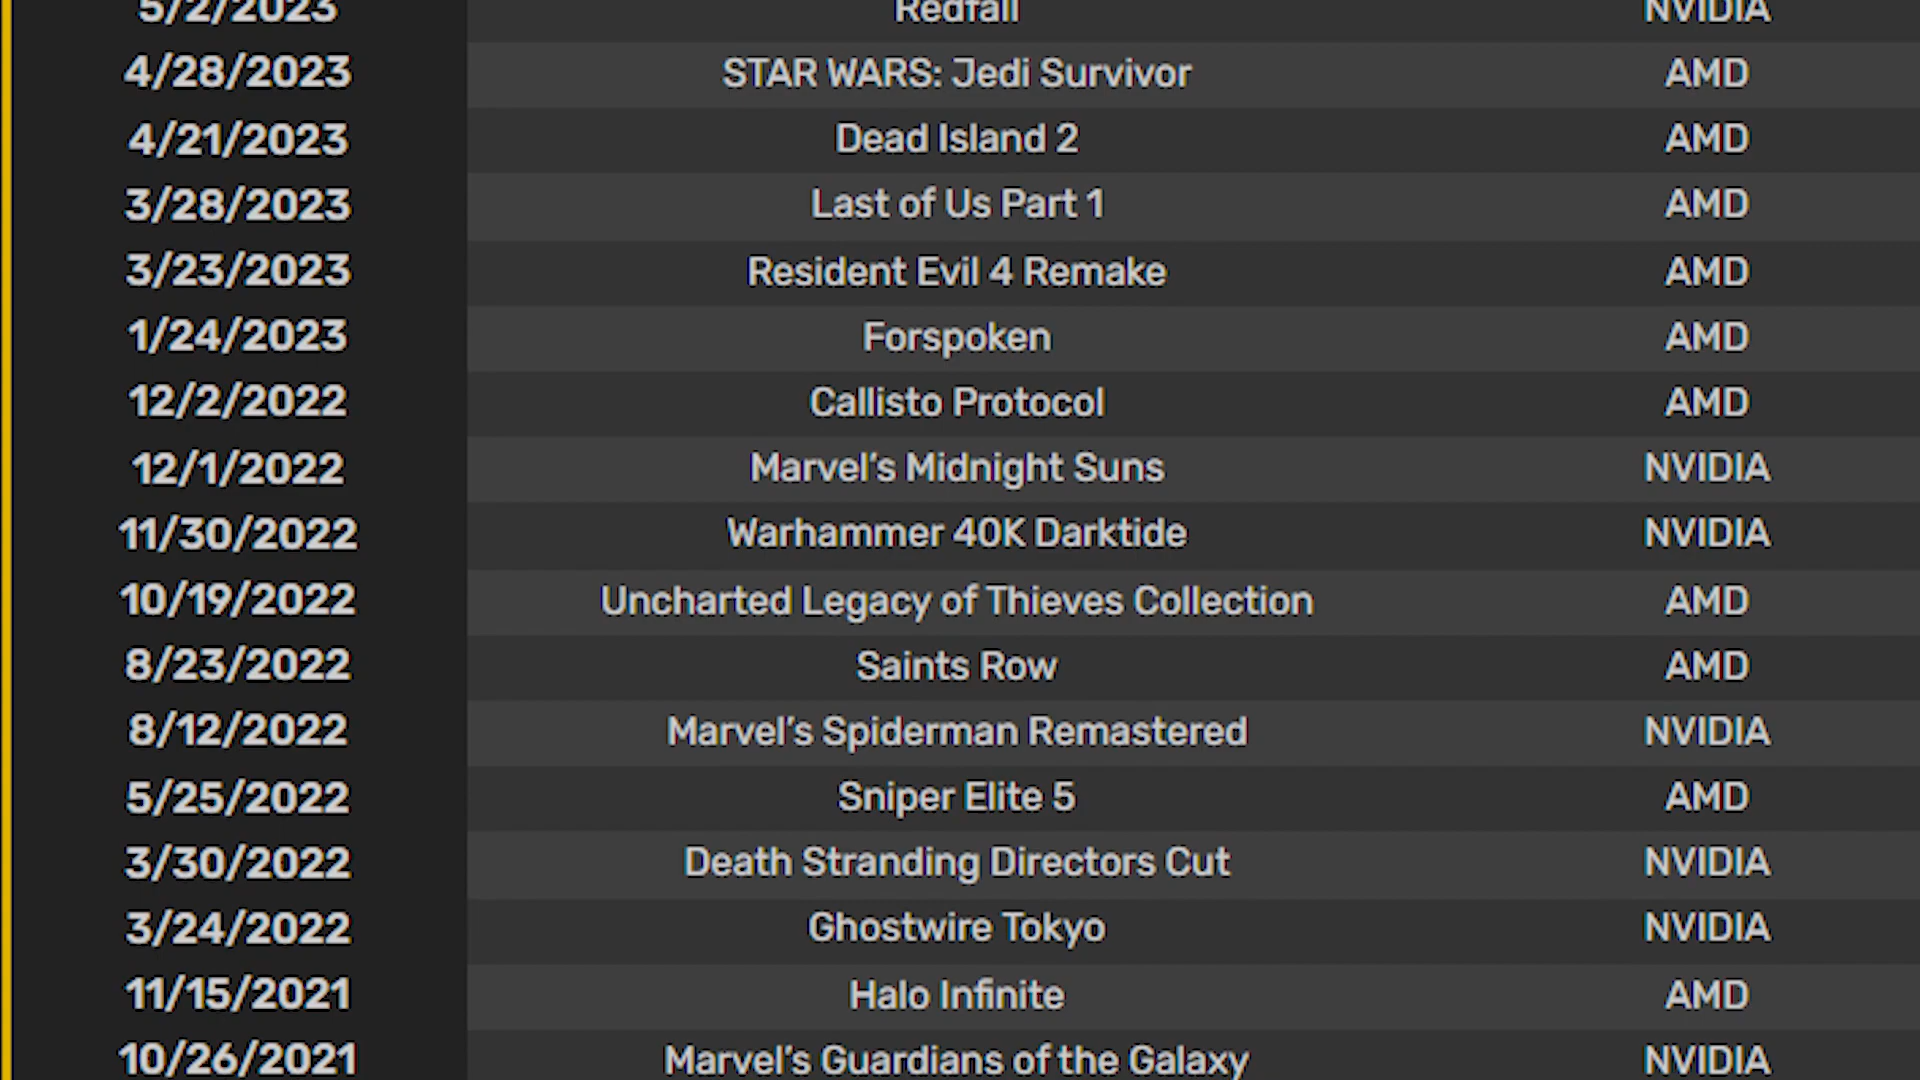 5/2/2023 Redfall NVIDIA
4/28/2023 STAR WARS: Jedi Survivor AMD
4/21/2023 Dead Island 2 AMD
3/28/2023 Last of Us Part 1 AMD
3/23/2023 Resident Evil 4 Remake AMD
1/24/2023 Forspoken AMD
12/2/2022 Callisto Protocol AMD
12/1/2022 Marvel's Midnight Suns NVIDIA
11/30/2022 Warhammer 40K Darktide NVIDIA
10/19/2022 Uncharted Legacy of Thieves Collection AMD
8/23/2022 Saints Row AMD
8/12/2022 Marvel's Spiderman Remastered NVIDIA
5/25/2022 Sniper Elite 5 AMD
3/30/2022 Death Stranding Directors Cut NVIDIA
3/24/2022 Ghostwire Tokyo NVIDIA
11/15/2021 Halo Infinite AMD
10/26/2021 Marvel's Guardians of the Galaxy NVIDIA